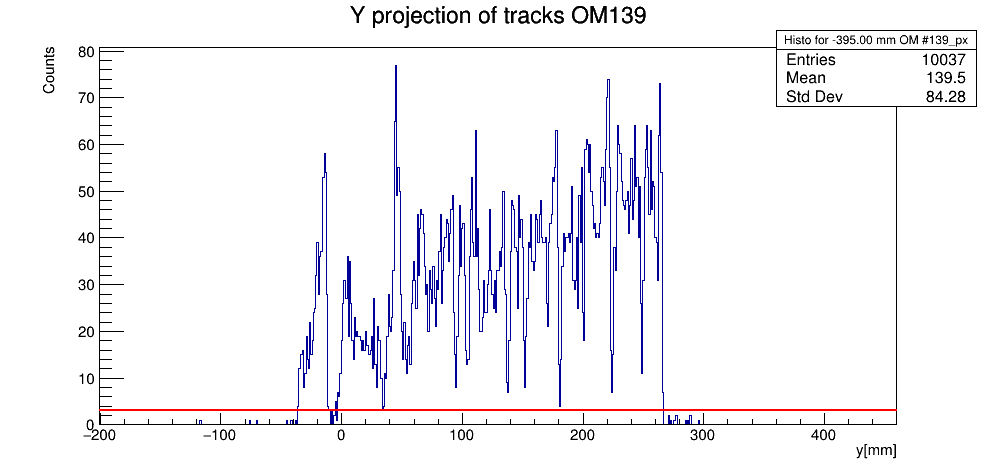 Y projection of tracks OM139
Histo for -395.00 mm OM #139_px
Entries 10037
Mean 139.5
Std Dev 84.28
Counts
80
70
60
50
40
30
20
10
0
−200 −100 0 100 200 300 400
y[mm]